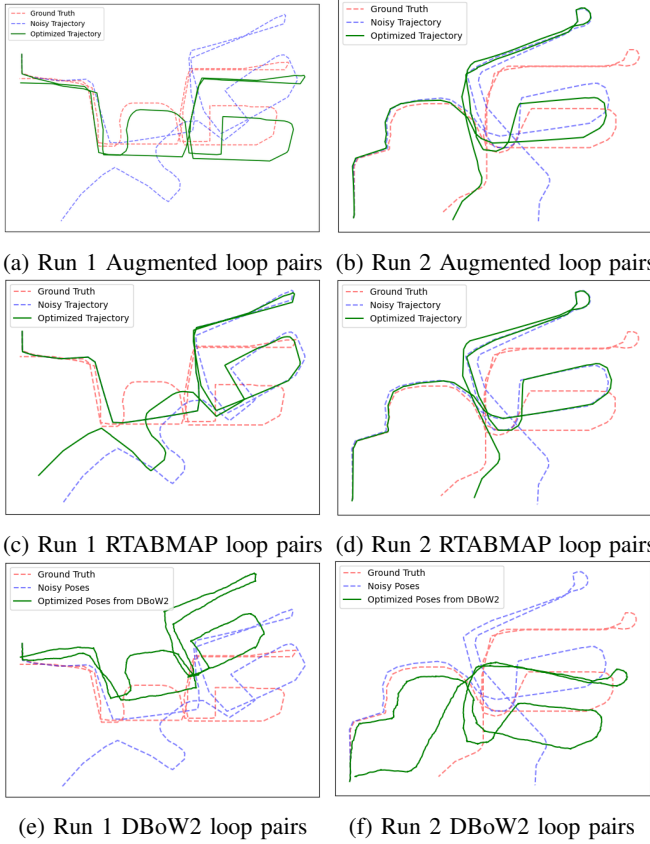 Ground Truth
Noisy Trajectory
Optimized Trajectory
Ground Truth
Noisy Trajectory
Optimized Trajectory
(a) Run 1 Augmented loop pairs
(b) Run 2 Augmented loop pairs
Ground Truth
Noisy Trajectory
Optimized Trajectory
Ground Truth
Noisy Trajectory
Optimized Trajectory
(c) Run 1 RTABMAP loop pairs
(d) Run 2 RTABMAP loop pairs
Ground Truth
Noisy Poses
Optimized Poses from DBoW2
Ground Truth
Noisy Poses
Optimized Poses from DBoW2
(e) Run 1 DBoW2 loop pairs
(f) Run 2 DBoW2 loop pairs